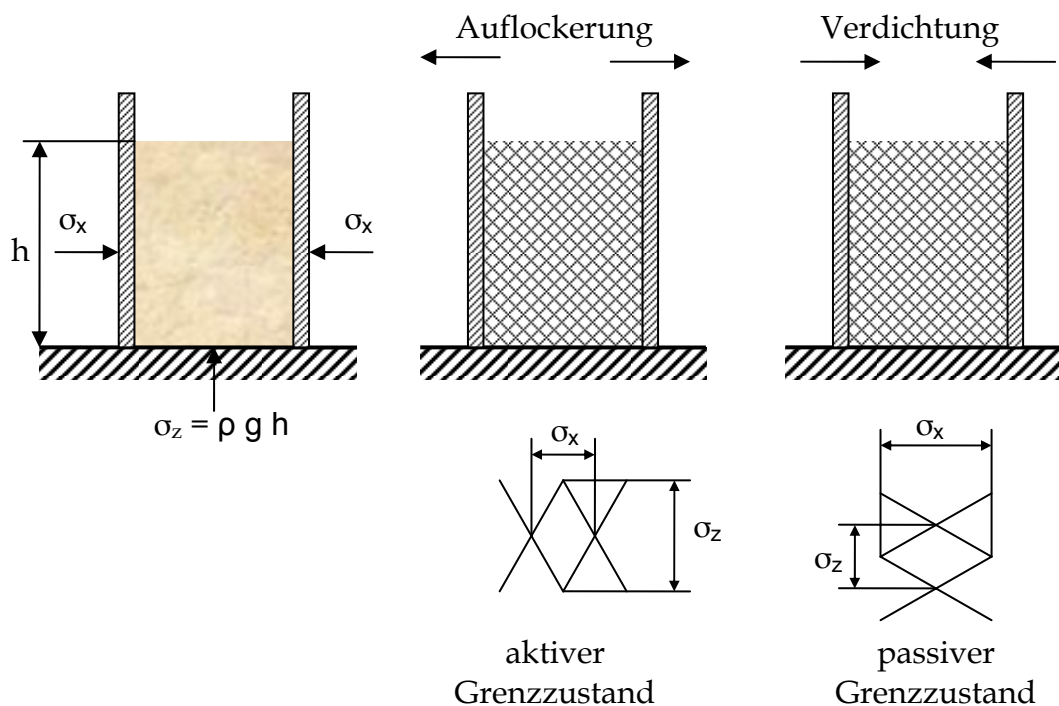 Auflockerung
Verdichtung
σx
σx
h
σz = ρ g h
σx
σz
σx
σz
aktiver
Grenzzustand
passiver
Grenzzustand